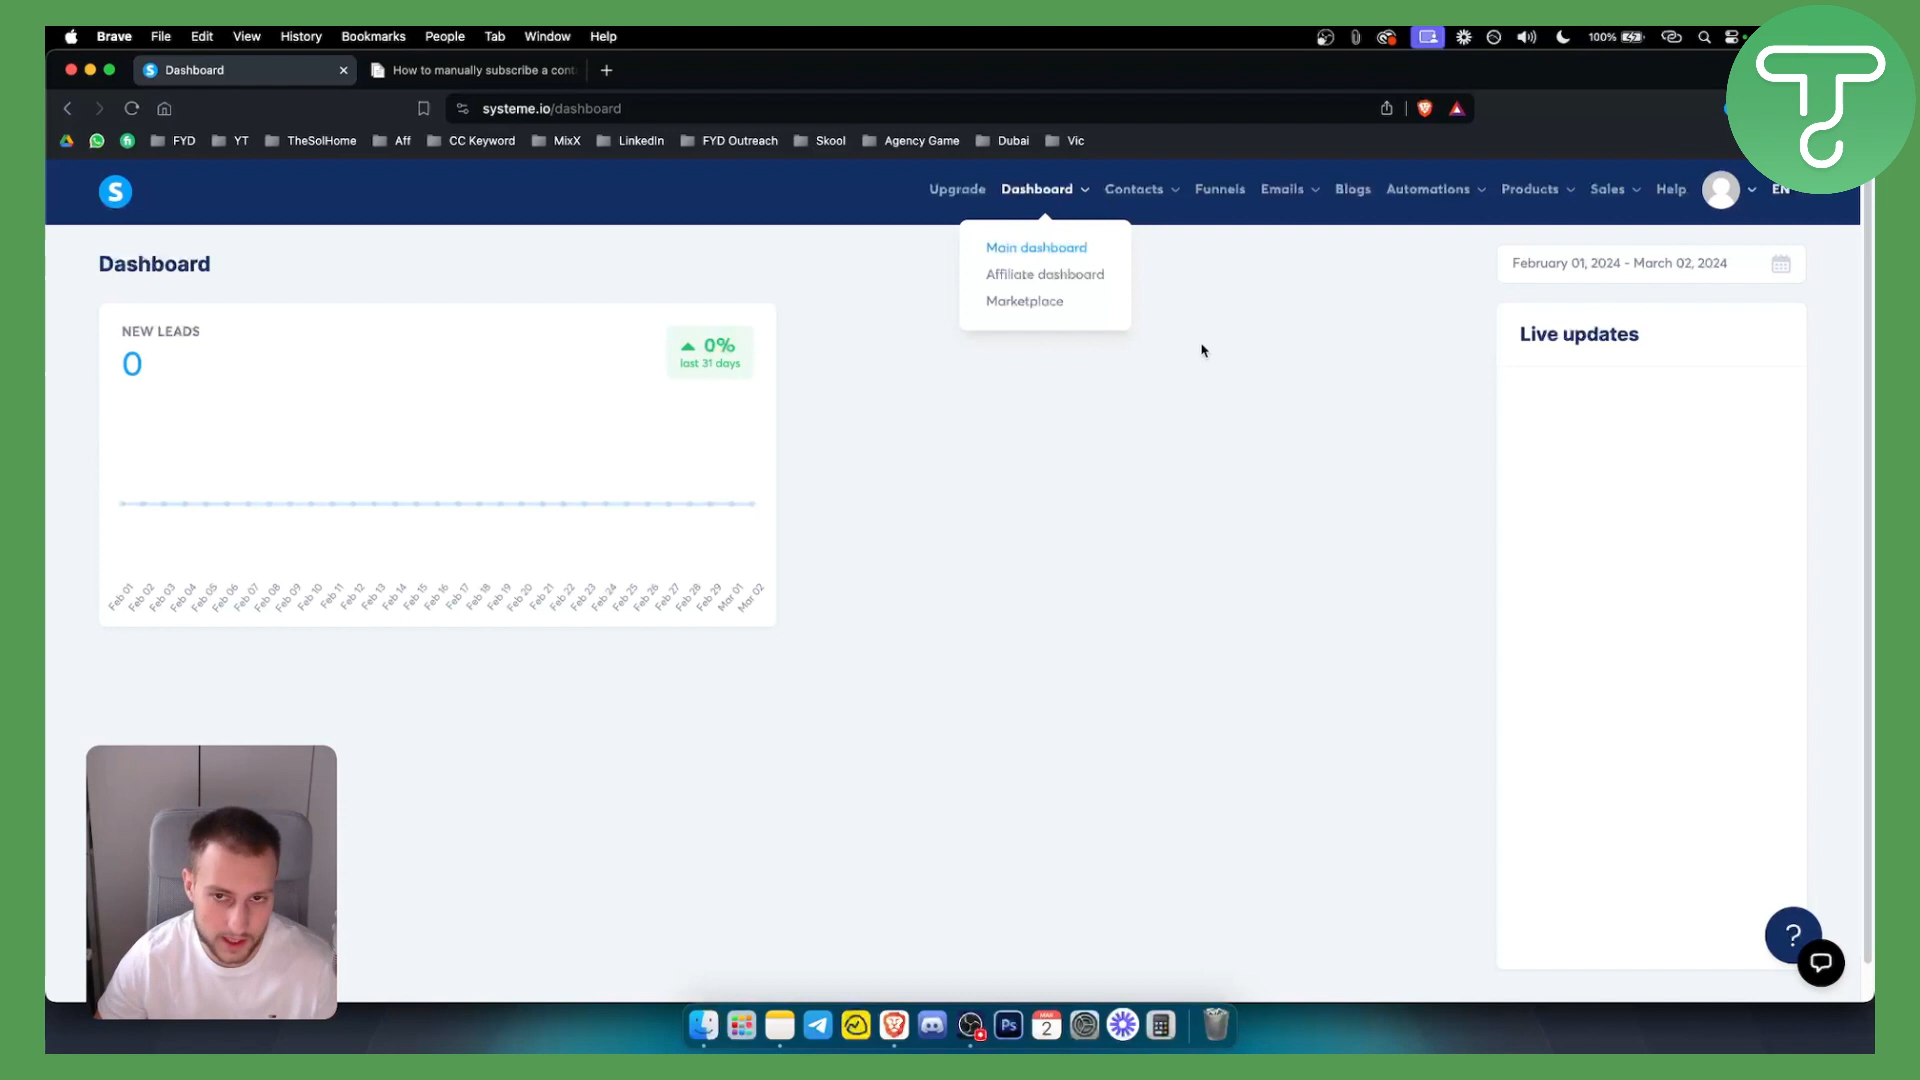 Brave File Edit View History Bookmarks People Tab Window Help 100%
Dashboard How to manually subscribe a cont
systeme.io/dashboard
FYD YT TheSolHome Aff CC Keyword MixX LinkedIn FYD Outreach Skool Agency Game Dubai Vic
S Upgrade Dashboard Contacts Funnels Emails Blogs Automations Products Sales Help EN
Main dashboard
Affiliate dashboard
Marketplace
Dashboard
February 01, 2024 - March 02, 2024
NEW LEADS
0
0%
last 31 days
Live updates
Feb 01 Feb 02 Feb 03 Feb 04 Feb 05 Feb 06 Feb 07 Feb 08 Feb 09 Feb 10 Feb 11 Feb 12 Feb 13 Feb 14 Feb 15 Feb 16 Feb 17 Feb 18 Feb 19 Feb 20 Feb 21 Feb 22 Feb 23 Feb 24 Feb 25 Feb 26 Feb 27 Feb 28 Feb 29 Mar 01 Mar 02
?
Ps
MAR
2